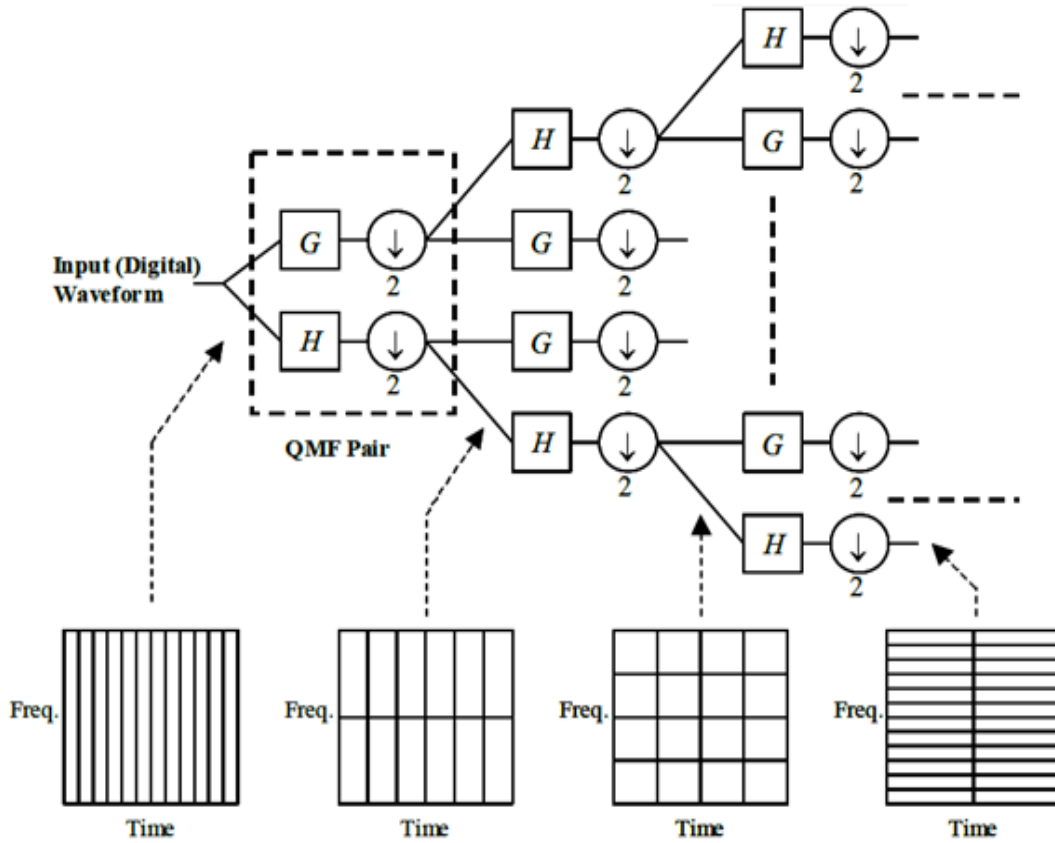 H ↓
2
H ↓ G ↓
2 2
G ↓ G ↓
2 2
Input (Digital)
Waveform
H ↓ G ↓
2 2
QMF Pair
H ↓ G ↓
2 2
H ↓
2
Freq. Freq. Freq. Freq.
Time Time Time Time